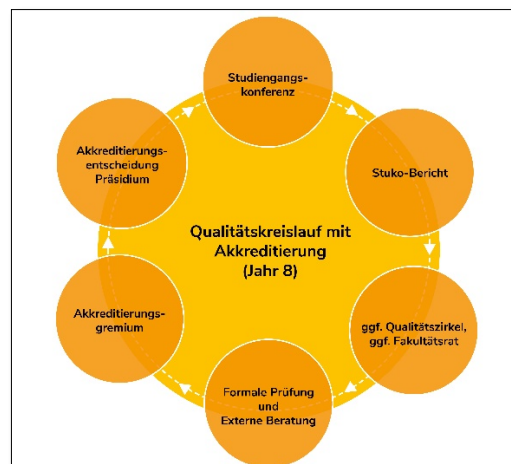 Studiengangs-
konferenz
Stuko-Bericht
ggf. Qualitätszirkel,
ggf. Fakultätsrat
Formale Prüfung
und
Externe Beratung
Akkreditierungs-
gremium
Akkreditierungs-
entscheidung
Präsidium
Qualitätskreislauf mit
Akkreditierung
(Jahr 8)